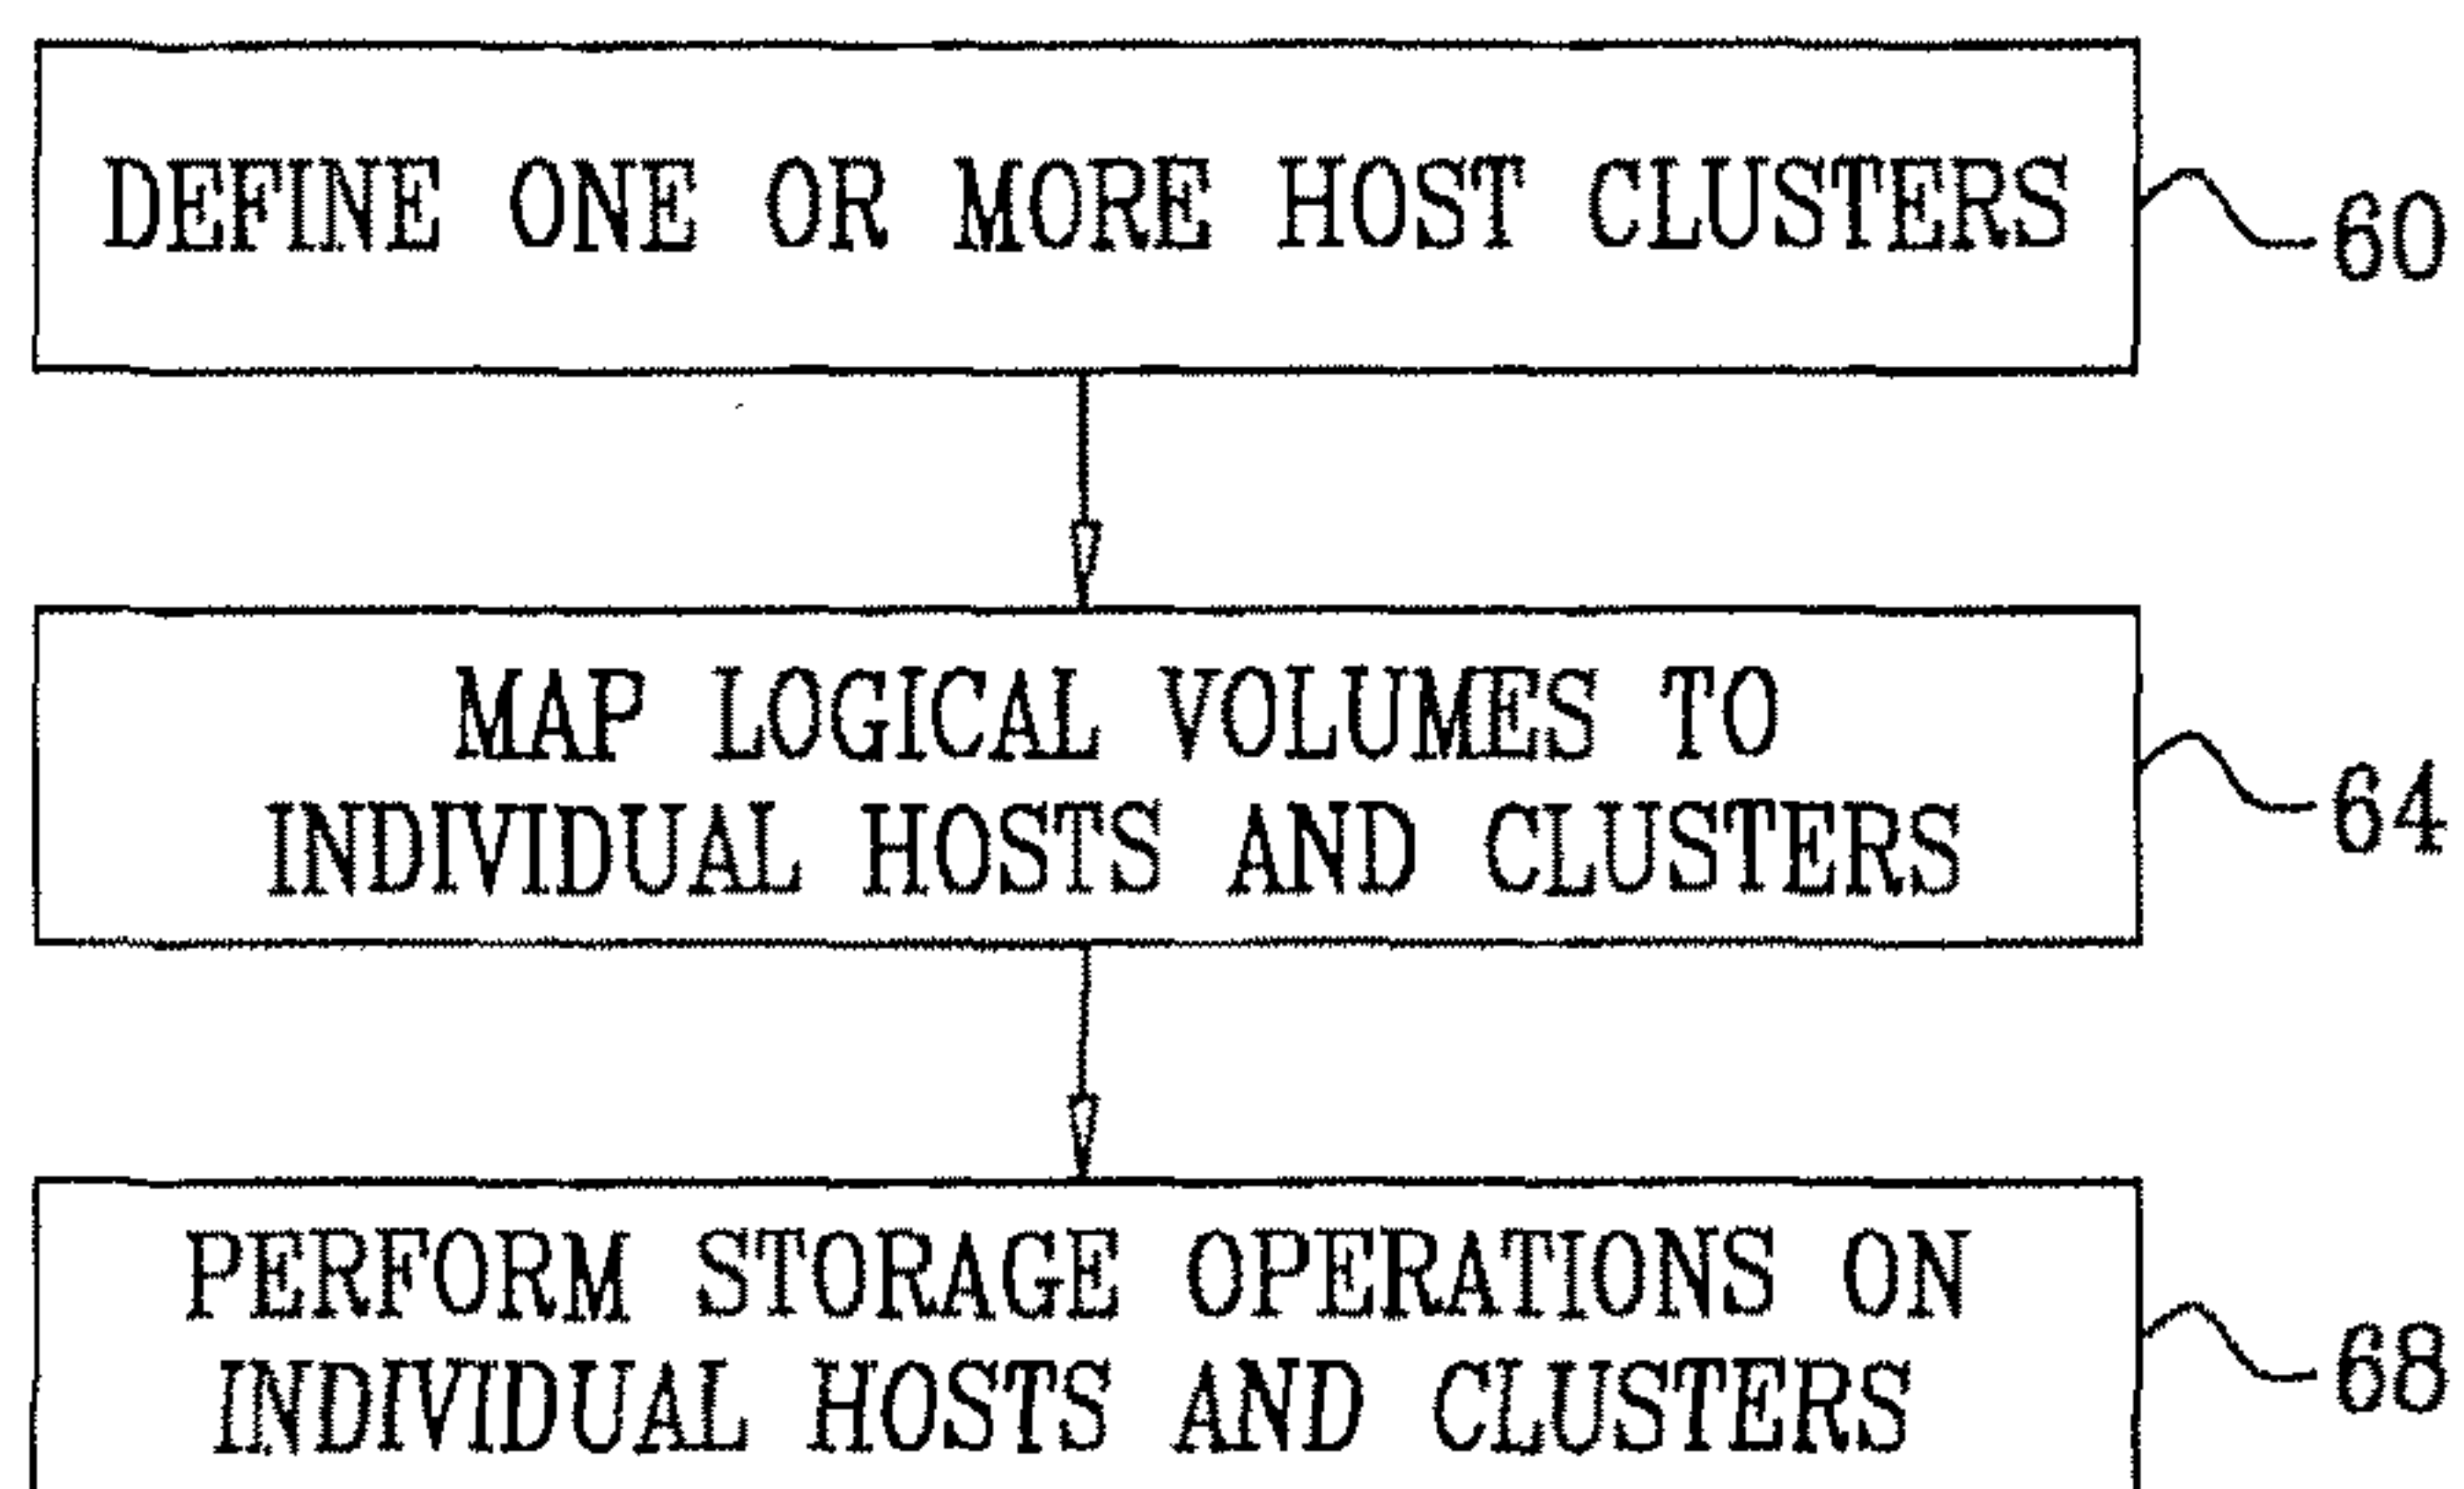 DEFINE ONE OR MORE HOST CLUSTERS
60
MAP LOGICAL VOLUMES TO
INDIVIDUAL HOSTS AND CLUSTERS
64
PERFORM STORAGE OPERATIONS ON
INDIVIDUAL HOSTS AND CLUSTERS
68